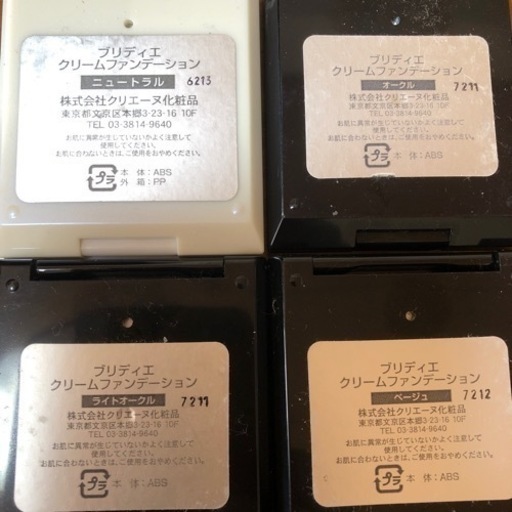 ブリディエ
クリームファンデーション
ニュートラル 6213
株式会社クリエーヌ化粧品
東京都文京区本郷3-23-16 10F
TEL 03-3814-9640
お肌に異常が生じていないかよく注意して
使用してください。
お肌に合わないときは、ご使用をおやめください。
プラ 本体：ABS
外箱：PP
ブリディエ
クリームファンデーション
オークル 7211
株式会社クリエーヌ化粧品
東京都文京区本郷3-23-16 10F
TEL 03-3814-9640
お肌に異常が生じていないかよく注意して
使用してください。
お肌に合わないときは、ご使用をおやめください。
プラ 本体：ABS
ブリディエ
クリームファンデーション
ライトオークル 7211
株式会社クリエーヌ化粧品
東京都文京区本郷3-23-16 10F
TEL 03-3814-9640
お肌に異常が生じていないかよく注意して
使用してください。
お肌に合わないときは、ご使用をおやめください。
プラ 本体：ABS
ブリディエ
クリームファンデーション
ベージュ 7212
株式会社クリエーヌ化粧品
東京都文京区本郷3-23-16 10F
TEL 03-3814-9640
お肌に異常が生じていないかよく注意して
使用してください。
お肌に合わないときは、ご使用をおやめください。
プラ 本体：ABS